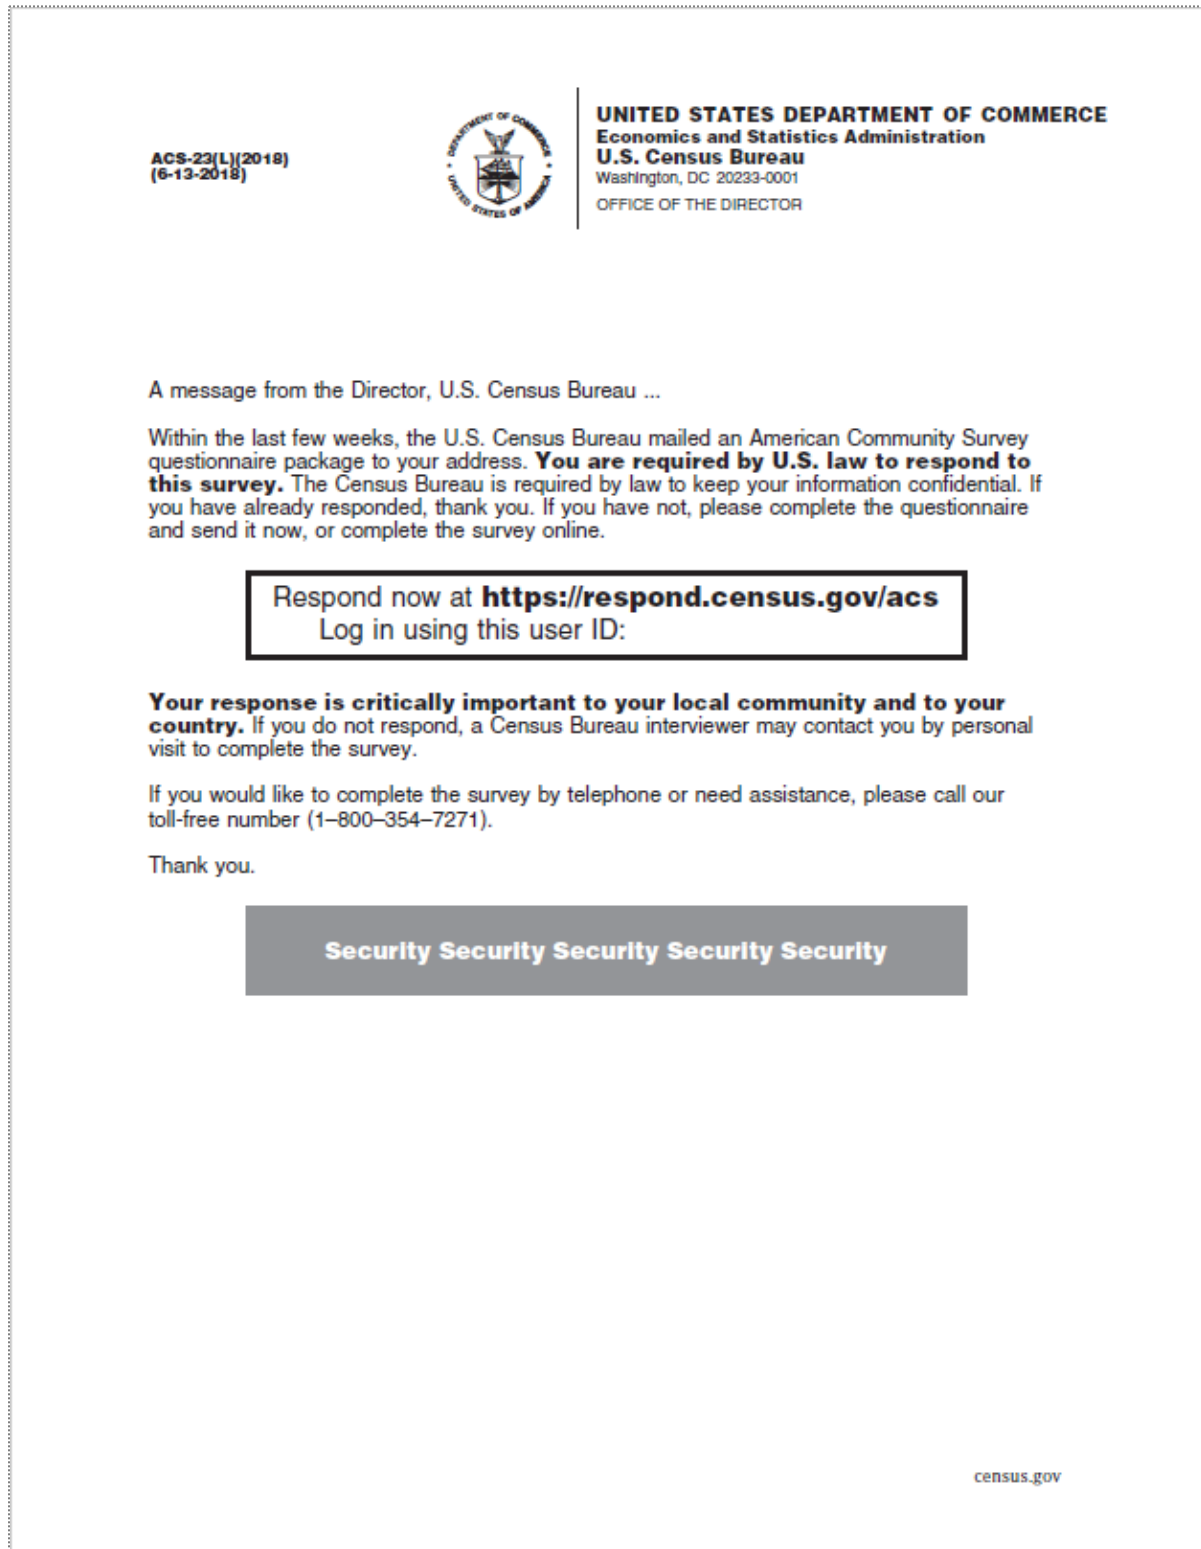 ACS-23(L)(2018)
(6-13-2018)
DEPARTMENT OF COMMERCE
UNITED STATES OF AMERICA
UNITED STATES DEPARTMENT OF COMMERCE
Economics and Statistics Administration
U.S. Census Bureau
Washington, DC 20233-0001
OFFICE OF THE DIRECTOR
A message from the Director, U.S. Census Bureau ...
Within the last few weeks, the U.S. Census Bureau mailed an American Community Survey
questionnaire package to your address. You are required by U.S. law to respond to
this survey. The Census Bureau is required by law to keep your information confidential. If
you have already responded, thank you. If you have not, please complete the questionnaire
and send it now, or complete the survey online.
Respond now at https://respond.census.gov/acs
Log in using this user ID:
Your response is critically important to your local community and to your
country. If you do not respond, a Census Bureau interviewer may contact you by personal
visit to complete the survey.
If you would like to complete the survey by telephone or need assistance, please call our
toll-free number (1–800–354–7271).
Thank you.
Security Security Security Security Security
census.gov